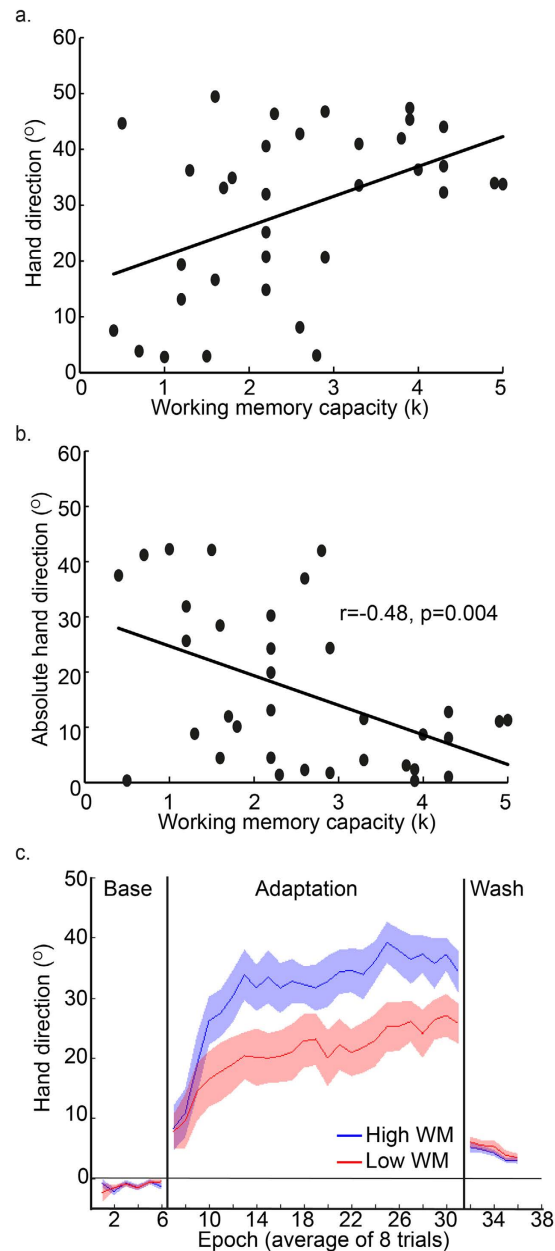 a.
60
50
40
30
20
10
0
Hand direction (O)
0 1 2 3 4 5
Working memory capacity (k)
b.
60
50
40
30
20
10
0
Absolute hand direction (O)
r=-0.48, p=0.004
0 1 2 3 4 5
Working memory capacity (k)
c.
50
40
30
20
10
0
Hand direction (O)
Base Adaptation Wash
High WM
Low WM
2 6 10 14 18 22 26 30 34 38
Epoch (average of 8 trials)